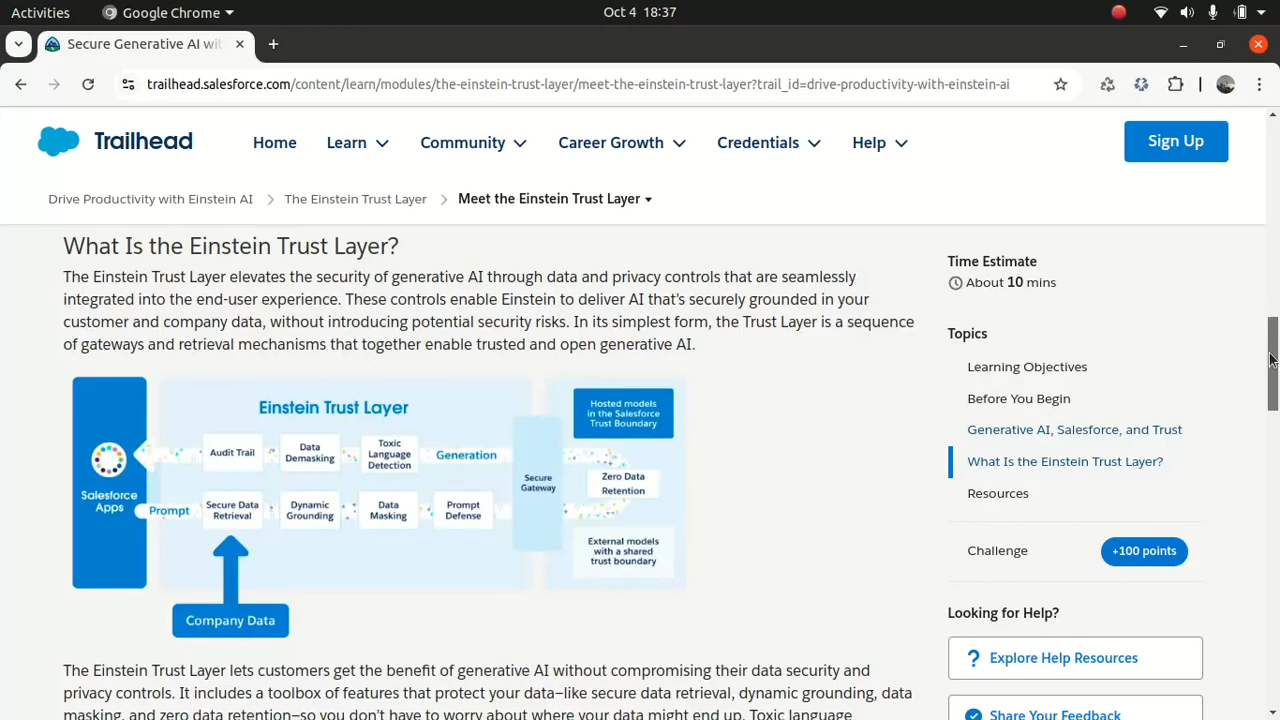 Activities
Google Chrome
Oct 4 18:37
Secure Generative AI wi
trailhead.salesforce.com/content/learn/modules/the-einstein-trust-layer/meet-the-einstein-trust-layer?trail_id=drive-productivity-with-einstein-ai
Trailhead
Home
Learn
Community
Career Growth
Credentials
Help
Sign Up
Drive Productivity with Einstein AI
The Einstein Trust Layer
Meet the Einstein Trust Layer
What Is the Einstein Trust Layer?
The Einstein Trust Layer elevates the security of generative AI through data and privacy controls that are seamlessly
integrated into the end-user experience. These controls enable Einstein to deliver AI that's securely grounded in your
customer and company data, without introducing potential security risks. In its simplest form, the Trust Layer is a sequence
of gateways and retrieval mechanisms that together enable trusted and open generative AI.
Salesforce
Apps
Einstein Trust Layer
Audit Trail
Data
Demasking
Toxic
Language
Detection
Generation
Prompt
Secure Data
Retrieval
Dynamic
Grounding
Data
Masking
Prompt
Defense
Secure
Gateway
Hosted models
in the Salesforce
Trust Boundary
Zero Data
Retention
External models
with a shared
trust boundary
Company Data
The Einstein Trust Layer lets customers get the benefit of generative AI without compromising their data security and
privacy controls. It includes a toolbox of features that protect your data—like secure data retrieval, dynamic grounding, data
masking, and zero data retention—so you don't have to worry about where your data might end up. Toxic language
Time Estimate
About 10 mins
Topics
Learning Objectives
Before You Begin
Generative AI, Salesforce, and Trust
What Is the Einstein Trust Layer?
Resources
Challenge
+100 points
Looking for Help?
Explore Help Resources
Share Your Feedback